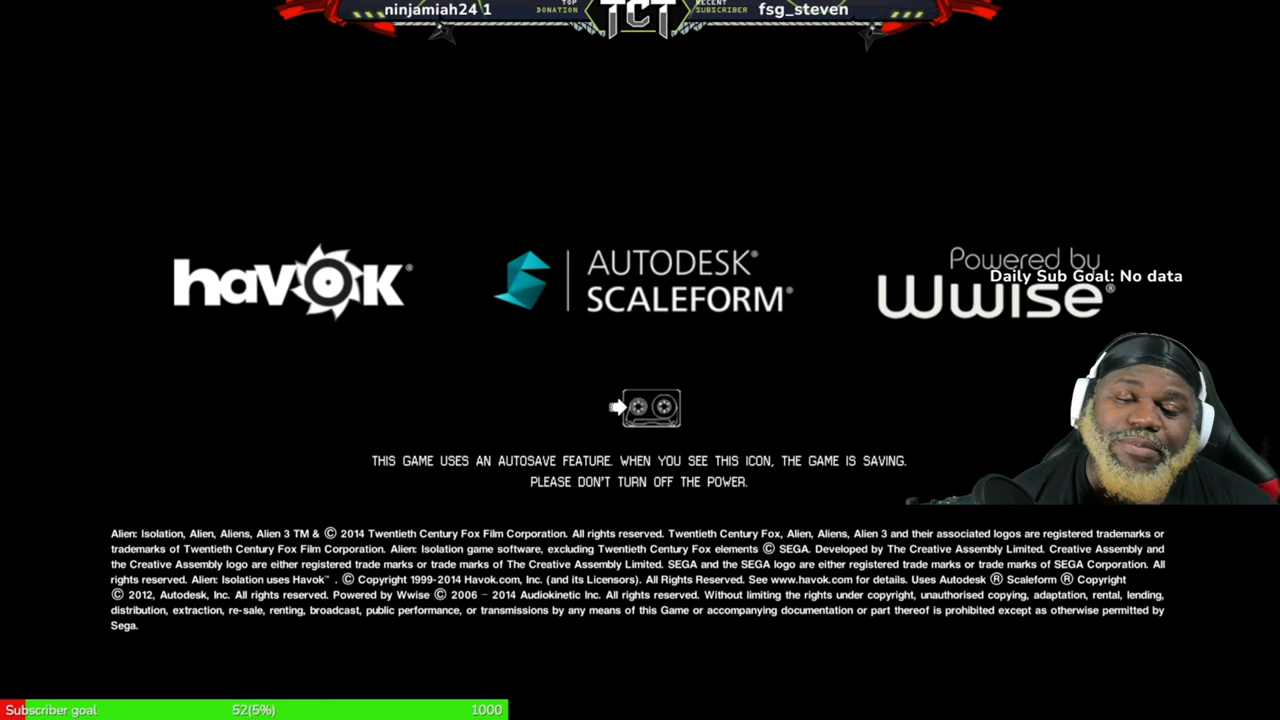 ninjamiah24 1
TOP
DONATION
TCT
RECENT
SUBSCRIBER
fsg_steven
havok®
AUTODESK®
SCALEFORM®
Powered by
Wwise®
Daily Sub Goal: No data
THIS GAME USES AN AUTOSAVE FEATURE. WHEN YOU SEE THIS ICON, THE GAME IS SAVING.
PLEASE DON'T TURN OFF THE POWER.
Alien: Isolation, Alien, Aliens, Alien 3 TM & © 2014 Twentieth Century Fox Film Corporation. All rights reserved. Twentieth Century Fox, Alien, Aliens, Alien 3 and their associated logos are registered trademarks or
trademarks of Twentieth Century Fox Film Corporation. Alien: Isolation game software, excluding Twentieth Century Fox elements © SEGA. Developed by The Creative Assembly Limited. Creative Assembly and
the Creative Assembly logo are either registered trade marks or trade marks of The Creative Assembly Limited. SEGA and the SEGA logo are either registered trade marks or trade marks of SEGA Corporation. All
rights reserved. Alien: Isolation uses Havok™ . © Copyright 1999-2014 Havok.com, Inc. (and its Licensors). All Rights Reserved. See www.havok.com for details. Uses Autodesk ® Scaleform ® Copyright
© 2012, Autodesk, Inc. All rights reserved. Powered by Wwise © 2006 – 2014 Audiokinetic Inc. All rights reserved. Without limiting the rights under copyright, unauthorised copying, adaptation, rental, lending,
distribution, extraction, re-sale, renting, broadcast, public performance, or transmissions by any means of this Game or accompanying documentation or part thereof is prohibited except as otherwise permitted by
Sega.
Subscriber goal 52(5%) 1000